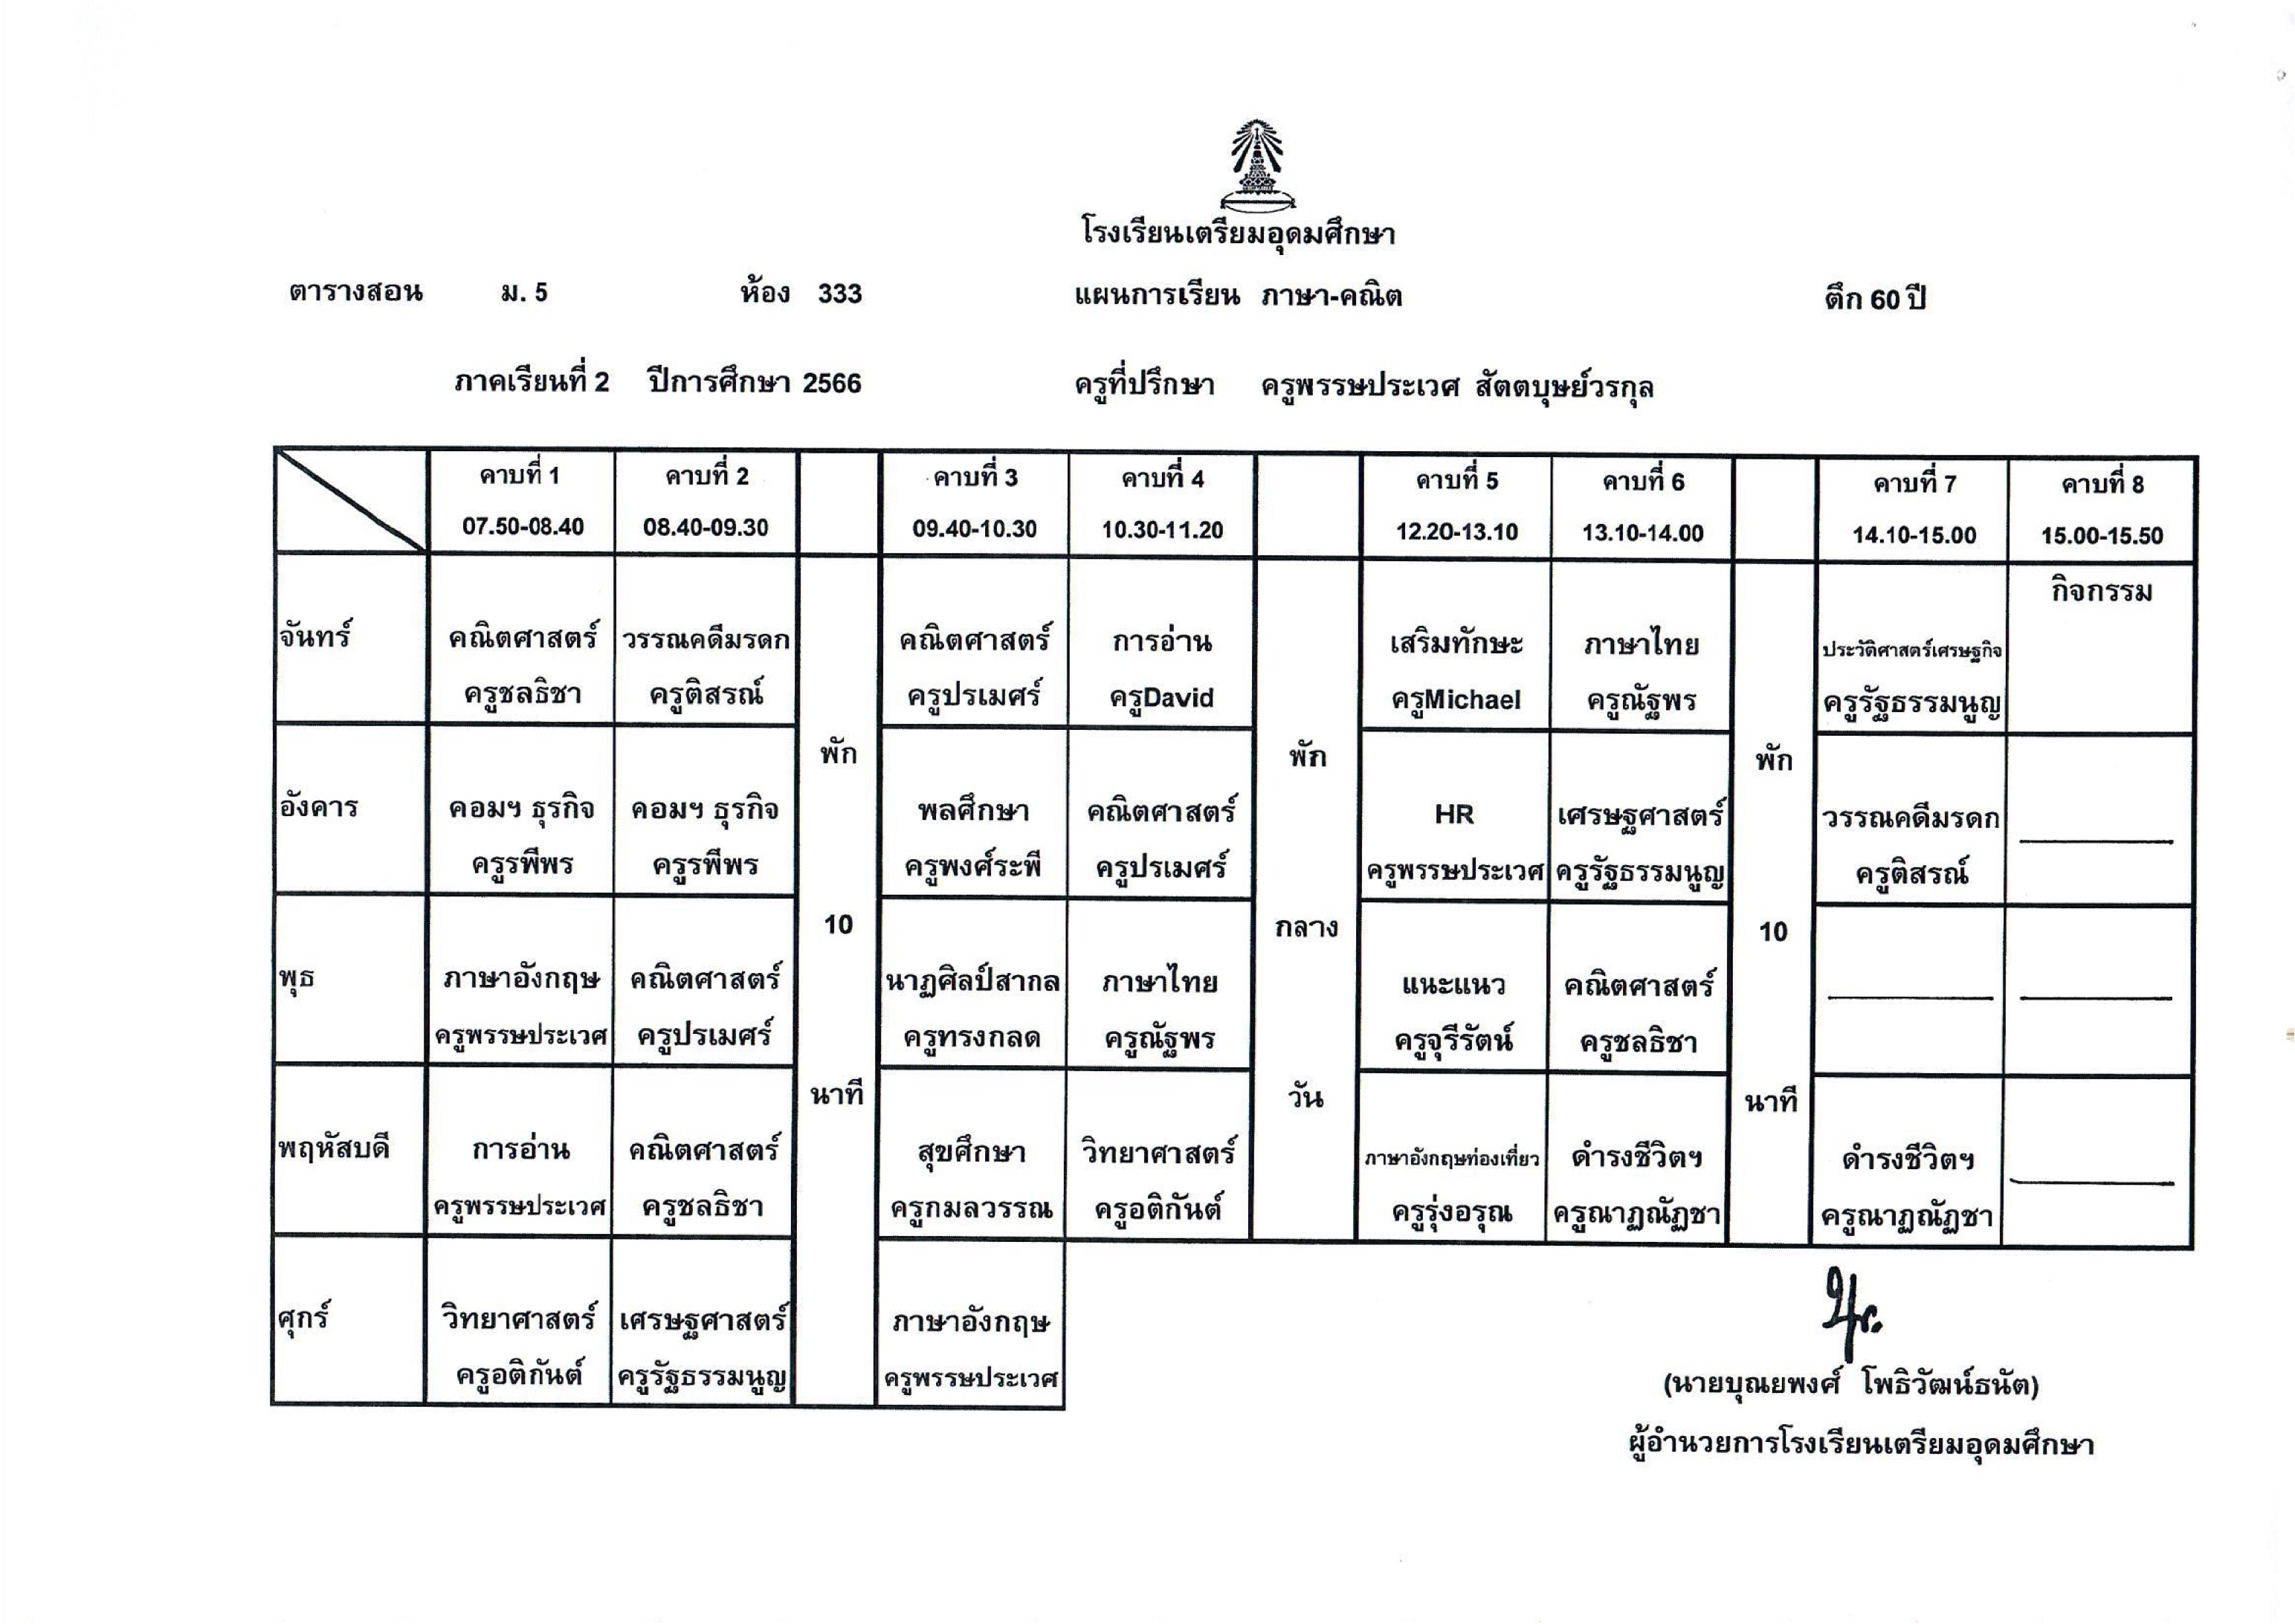 โรงเรียนเตรียมอุดมศึกษา
ตารางสอน ม. 5 ห้อง 333 แผนการเรียน ภาษา-คณิต ตึก 60 ปี
ภาคเรียนที่ 2 ปีการศึกษา 2566 ครูที่ปรึกษา ครูพรรษประเวศ สัตตบุษย์วรกุล
คาบที่ 1 คาบที่ 2 คาบที่ 3 คาบที่ 4 คาบที่ 5 คาบที่ 6 คาบที่ 7 คาบที่ 8
07.50-08.40 08.40-09.30 09.40-10.30 10.30-11.20 12.20-13.10 13.10-14.00 14.10-15.00 15.00-15.50
กิจกรรม
จันทร์ คณิตศาสตร์ วรรณคดีมรดก คณิตศาสตร์ การอ่าน เสริมทักษะ ภาษาไทย ประวัติศาสตร์เศรษฐกิจ
ครูชลธิชา ครูติสรณ์ ครูปรเมศร์ ครูDavid ครูMichael ครูณัฐพร ครูรัฐธรรมนูญ
พัก พัก พัก
อังคาร คอมฯ ธุรกิจ คอมฯ ธุรกิจ พลศึกษา คณิตศาสตร์ HR เศรษฐศาสตร์ วรรณคดีมรดก
ครูรพีพร ครูรพีพร ครูพงศ์ระพี ครูปรเมศร์ ครูพรรษประเวศ ครูรัฐธรรมนูญ ครูติสรณ์
10 กลาง 10
พุธ ภาษาอังกฤษ คณิตศาสตร์ นาฏศิลป์สากล ภาษาไทย แนะแนว คณิตศาสตร์
ครูพรรษประเวศ ครูปรเมศร์ ครูทรงกลด ครูณัฐพร ครูจุรีรัตน์ ครูชลธิชา
นาที วัน นาที
พฤหัสบดี การอ่าน คณิตศาสตร์ สุขศึกษา วิทยาศาสตร์ ภาษาอังกฤษท่องเที่ยว ดำรงชีวิตฯ ดำรงชีวิตฯ
ครูพรรษประเวศ ครูชลธิชา ครูกมลวรรณ ครูอติกันต์ ครูรุ่งอรุณ ครูณาฏณัฏชา ครูณาฏณัฏชา
ศุกร์ วิทยาศาสตร์ เศรษฐศาสตร์ ภาษาอังกฤษ
ครูอติกันต์ ครูรัฐธรรมนูญ ครูพรรษประเวศ
(นายบุณยพงศ์ โพธิวัฒน์ธนัต)
ผู้อำนวยการโรงเรียนเตรียมอุดมศึกษา